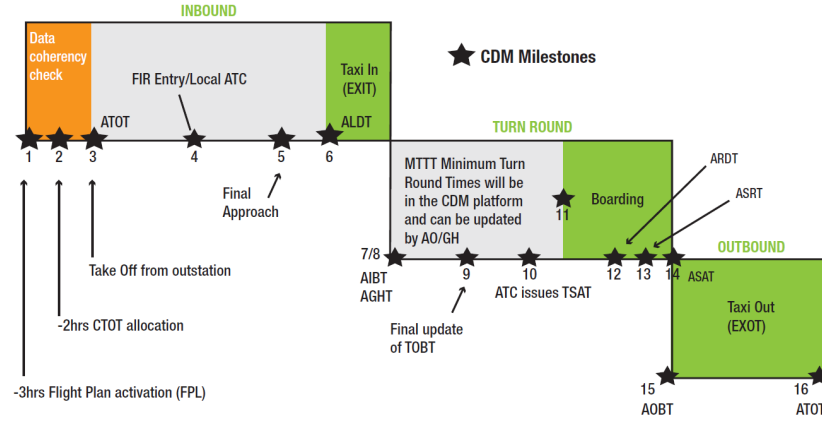 INBOUND
Data
coherency
check
CDM Milestones
FIR Entry/Local ATC
Taxi In
(EXIT)
ATOT
ALDT
1
2
3
4
5
6
TURN ROUND
Final
Approach
MTTT Minimum Turn
Round Times will be
in the CDM platform
and can be updated
by AO/GH
11
Boarding
ARDT
ASRT
Take Off from outstation
7/8
9
10
12
13
14
OUTBOUND
AIBT
AGHT
ATC issues TSAT
ASAT
Final update
of TOBT
-2hrs CTOT allocation
Taxi Out
(EXOT)
-3hrs Flight Plan activation (FPL)
15
16
AOBT
ATOT